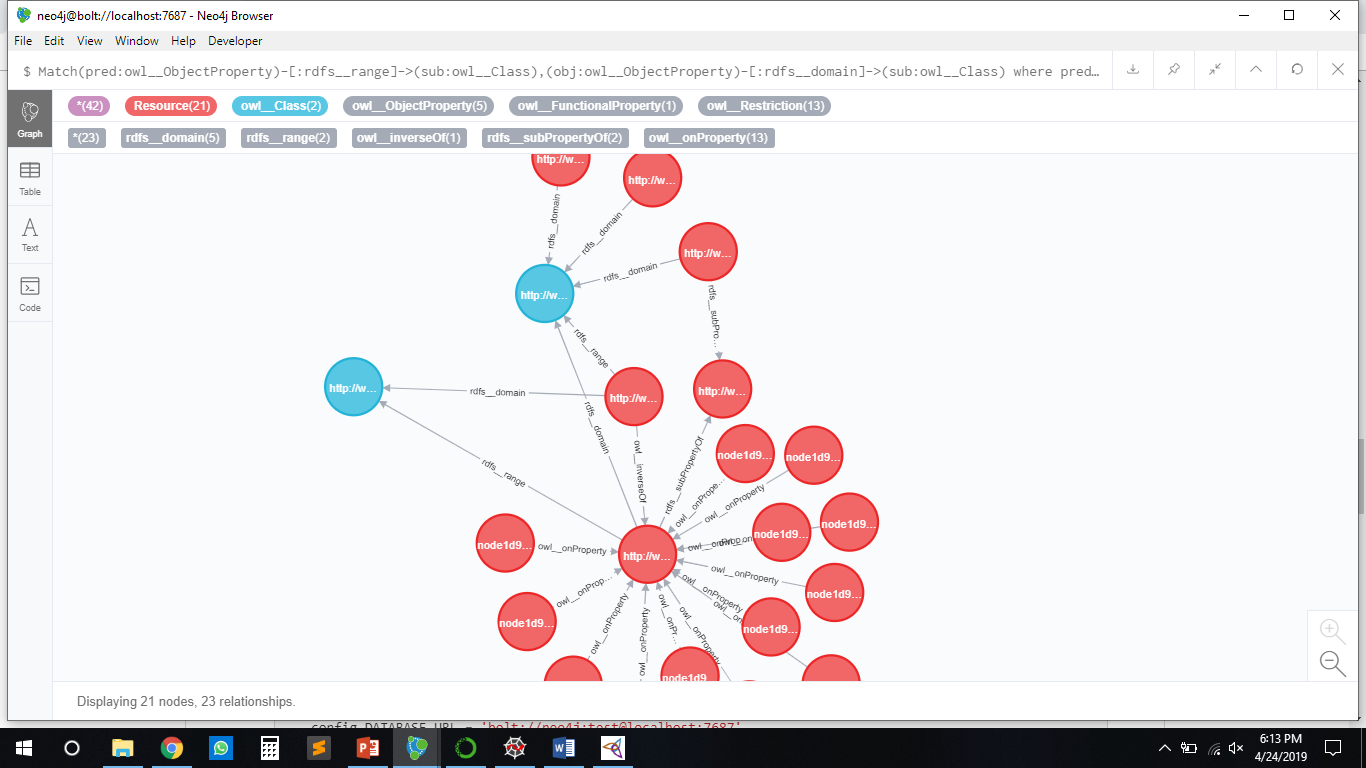 neo4j@bolt://localhost:7687 - Neo4j Browser
File Edit View Window Help Developer
$ Match(pred:owl__ObjectProperty)-[:rdfs__range]->(sub:owl__Class),(obj:owl__ObjectProperty)-[:rdfs__domain]->(sub:owl__Class) where pred…
*(42) Resource(21) owl__Class(2) owl__ObjectProperty(5) owl__FunctionalProperty(1) owl__Restriction(13)
*(23) rdfs__domain(5) rdfs__range(2) owl__inverseOf(1) rdfs__subPropertyOf(2) owl__onProperty(13)
Graph
Table
Text
Code
http://w…
http://w…
rdfs__domain
rdfs__domain
http://w…
rdfs__domain
http://w…
rdfs__subPro…
rdfs__range
http://w…
rdfs__domain
http://w…
http://w…
rdfs__domain
rdfs__subPropertyOf
owl__inverseOf
node1d9…
node1d9…
rdfs__range
owl__onPrope…
owl__onProperty
node1d9…
node1d9…
node1d9…
owl__onProperty
http://w…
owl__onProperty
node1d9…
owl__onProp…
owl__onProperty
node1d9…
owl__onProperty
owl__onProperty
owl__onPr…
owl__onProperty
node1d9…
node1d9
Displaying 21 nodes, 23 relationships.
config.DATABASE_URL = 'bolt://neo4j:test@localhost:7687'
6:13 PM
4/24/2019